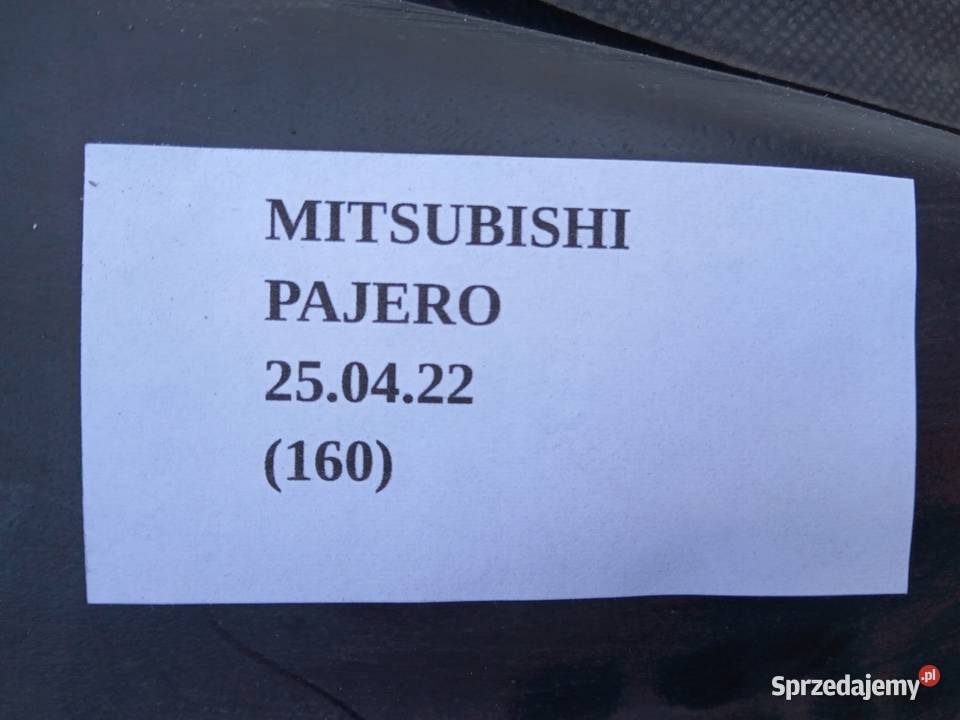 MITSUBISHI
PAJERO
25.04.22
(160)
Sprzedajemy.pl